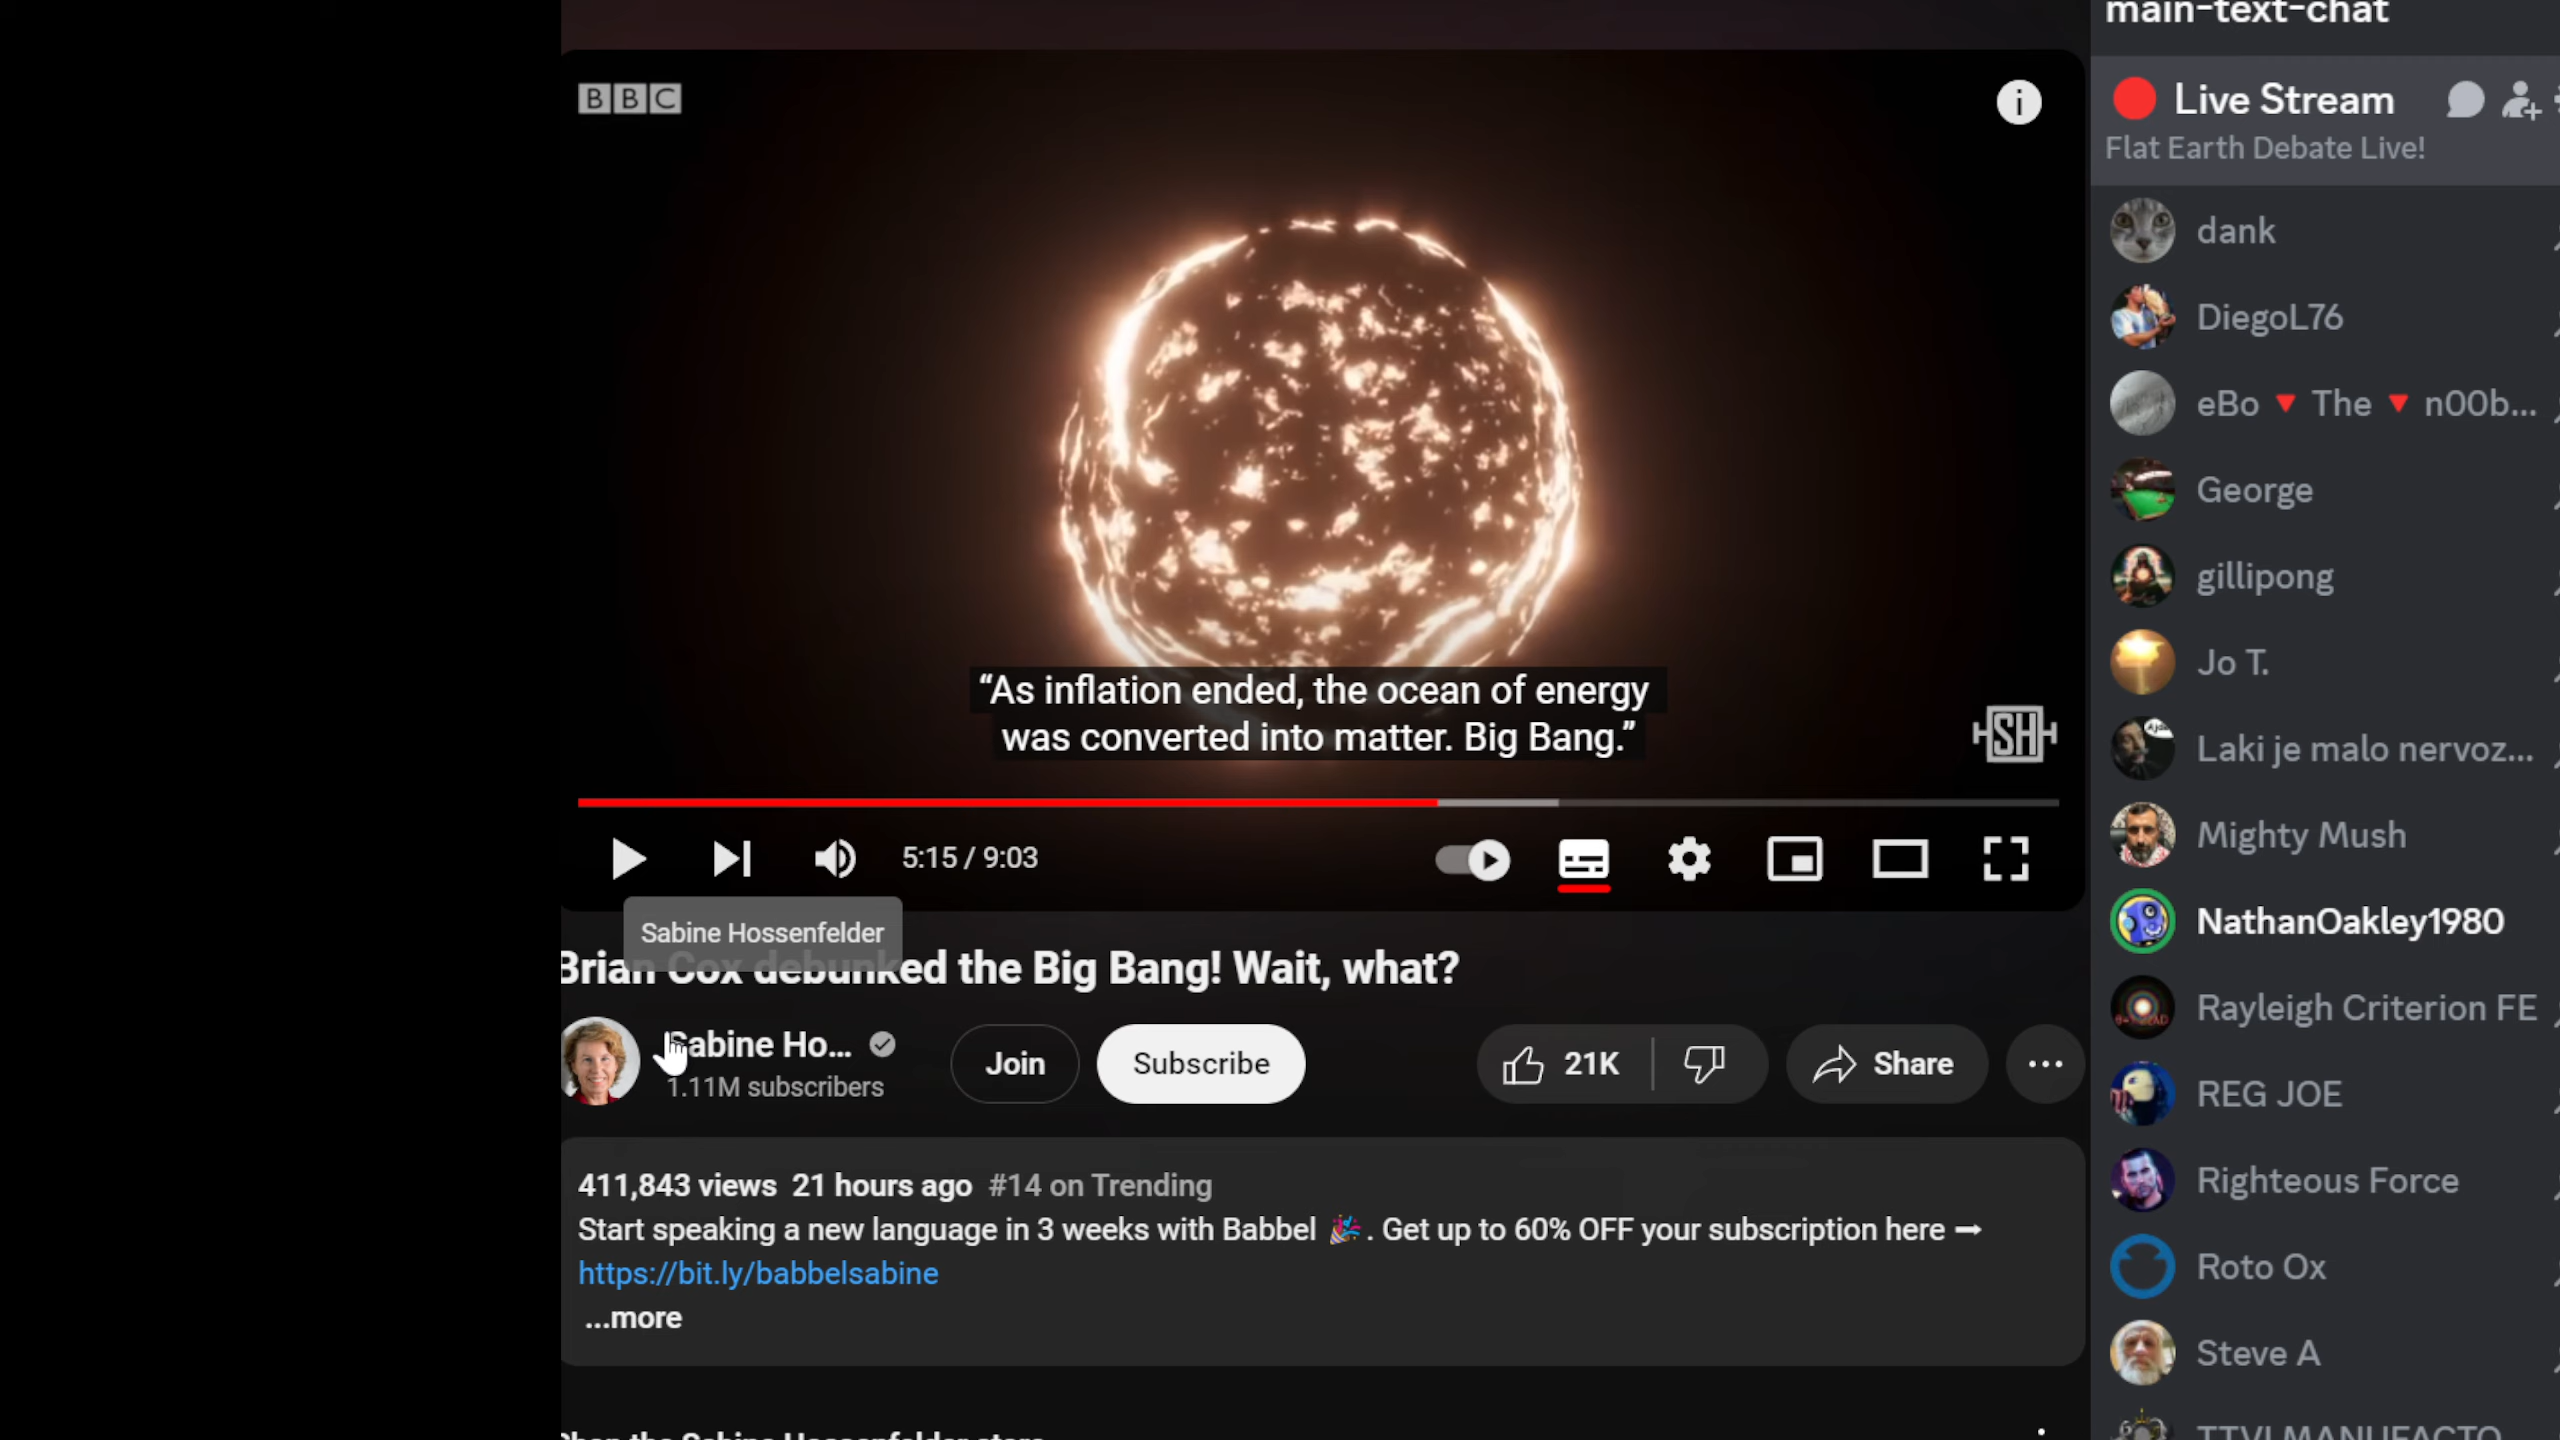 main-text-chat
BBC
Live Stream
Flat Earth Debate Live!
dank
DiegoL76
eBo 🔻 The 🔻 n00b...
George
gillipong
Jo T.
Laki je malo nervoz...
Mighty Mush
NathanOakley1980
Rayleigh Criterion FE
REG JOE
Righteous Force
Roto Ox
Steve A
“As inflation ended, the ocean of energy
was converted into matter. Big Bang.”
SH
5:15 / 9:03
Sabine Hossenfelder
Brian Cox debunked the Big Bang! Wait, what?
Sabine Ho...
1.11M subscribers
Join
Subscribe
21K
Share
411,843 views 21 hours ago #14 on Trending
Start speaking a new language in 3 weeks with Babbel 🎉. Get up to 60% OFF your subscription here ➞
https://bit.ly/babbelsabine
...more